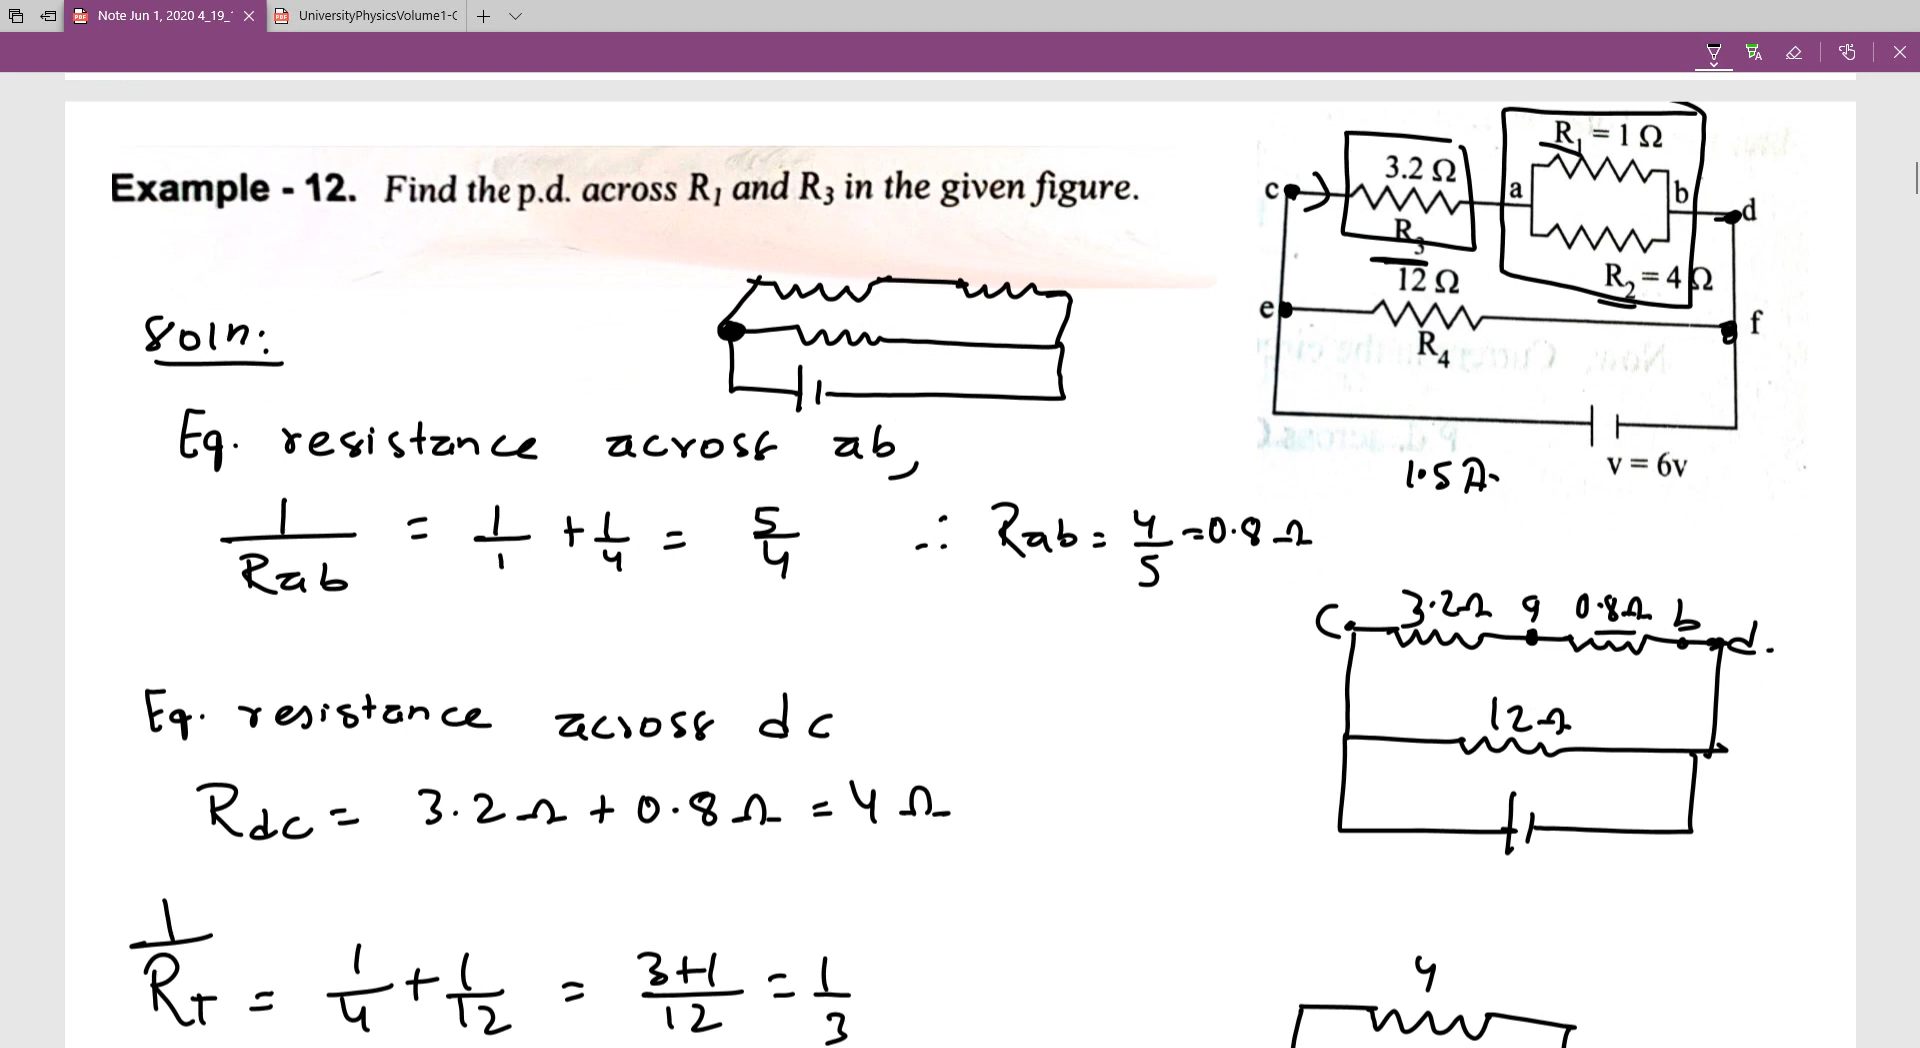 Note Jun 1, 2020 4_19_
UniversityPhysicsVolume1-
Example - 12. Find the p.d. across R₁ and R₃ in the given figure.
R₁ = 1 Ω
3.2 Ω
c
a
b
d
R₃
12 Ω
R₂ = 4 Ω
e
f
R₄
v = 6v
1.5 A.
Soln:
Eq. resistance across ab,
1/Rab = 1/1 + 1/4 = 5/4 ∴ Rab = 4/5 = 0.8 Ω
C 3.2Ω a 0.8Ω b d.
12Ω
Eq. resistance across dc
Rdc = 3.2 Ω + 0.8 Ω = 4 Ω
1/RT = 1/4 + 1/12 = 3+1/12 = 1/3
4